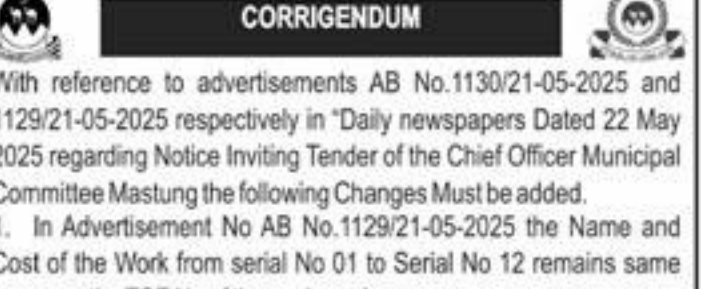 CORRIGENDUM
With reference to advertisements AB No.1130/21-05-2025 and
1129/21-05-2025 respectively in “Daily newspapers Dated 22 May
2025 regarding Notice Inviting Tender of the Chief Officer Municipal
Committee Mastung the following Changes Must be added.
1. In Advertisement No AB No.1129/21-05-2025 the Name and
Cost of the Work from serial No 01 to Serial No 12 remains same